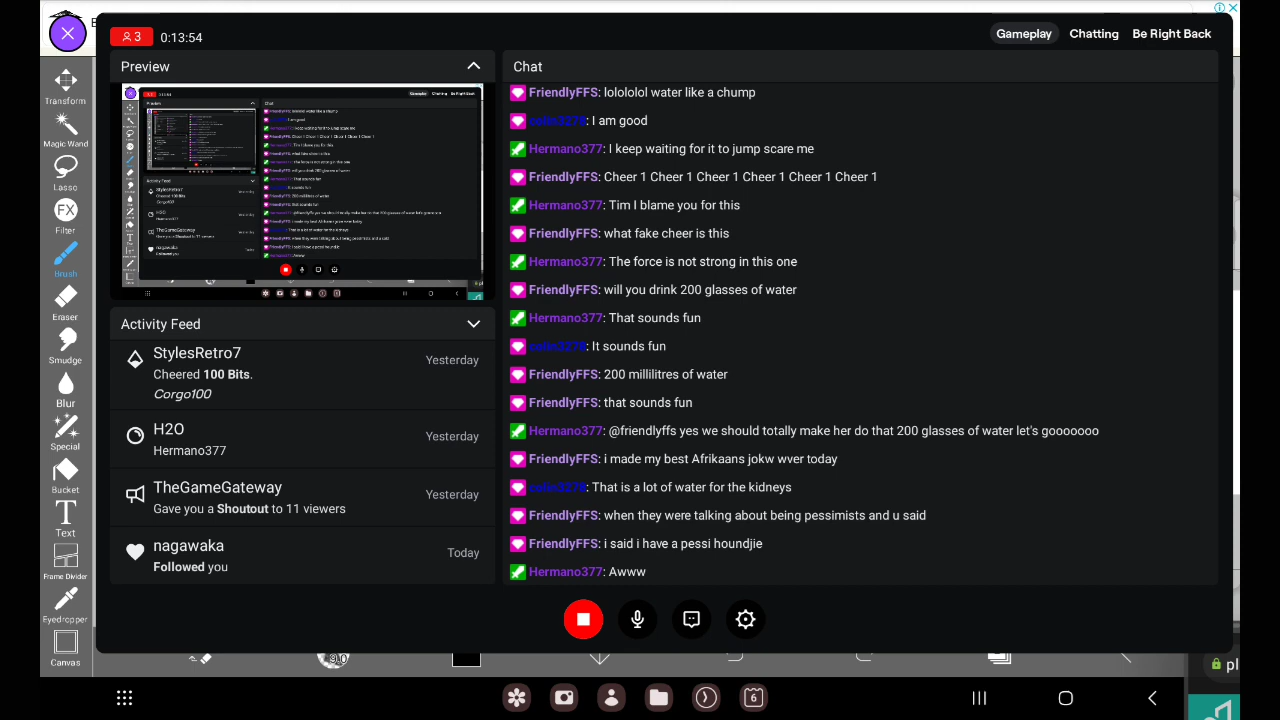 3 0:13:54
Gameplay Chatting Be Right Back
Preview
Chat
FriendlyFFS: lolololol water like a chump
colin3278: I am good
Hermano377: I keep waiting for it to jump scare me
FriendlyFFS: Cheer 1 Cheer 1 Cheer 1 Cheer 1 Cheer 1 Cheer 1
Hermano377: Tim I blame you for this
FriendlyFFS: what fake cheer is this
Hermano377: The force is not strong in this one
FriendlyFFS: will you drink 200 glasses of water
Hermano377: That sounds fun
colin3278: It sounds fun
FriendlyFFS: 200 millilitres of water
FriendlyFFS: that sounds fun
Hermano377: @friendlyffs yes we should totally make her do that 200 glasses of water let's gooooooo
FriendlyFFS: i made my best Afrikaans jokw wver today
colin3278: That is a lot of water for the kidneys
FriendlyFFS: when they were talking about being pessimists and u said
FriendlyFFS: i said i have a pessi houndjie
Hermano377: Awww
Activity Feed
StylesRetro7
Cheered 100 Bits.
Corgo100
Yesterday
H2O
Hermano377
Yesterday
TheGameGateway
Gave you a Shoutout to 11 viewers
Yesterday
nagawaka
Followed you
Today
Transform
Magic Wand
Lasso
FX
Filter
Brush
Eraser
Smudge
Blur
Special
Bucket
T
Text
Frame Divider
Eyedropper
Canvas
9.0
pl
6